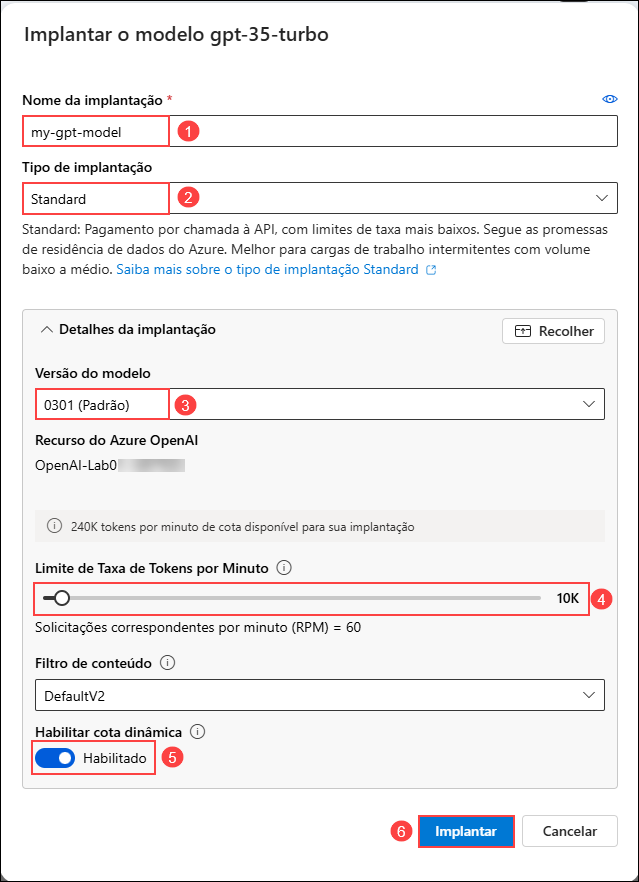 Implantar o modelo gpt-35-turbo
Nome da implantação *
my-gpt-model
1
Tipo de implantação
Standard
2
Standard: Pagamento por chamada à API, com limites de taxa mais baixos. Segue as promessas
de residência de dados do Azure. Melhor para cargas de trabalho intermitentes com volume
baixo a médio. Saiba mais sobre o tipo de implantação Standard
Detalhes da implantação
Recolher
Versão do modelo
0301 (Padrão)
3
Recurso do Azure OpenAI
OpenAI-Lab0
240K tokens por minuto de cota disponível para sua implantação
Limite de Taxa de Tokens por Minuto
10K
4
Solicitações correspondentes por minuto (RPM) = 60
Filtro de conteúdo
DefaultV2
Habilitar cota dinâmica
Habilitado
5
6
Implantar
Cancelar